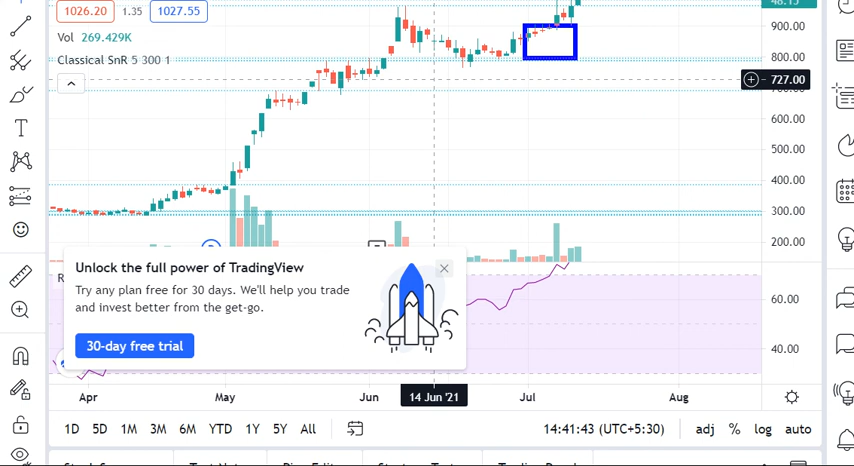 1026.20 1.35 1027.55
Vol 269.429K
Classical SnR 5 300 1
48.15
900.00
800.00
727.00
600.00
500.00
400.00
300.00
200.00
Unlock the full power of TradingView
Try any plan free for 30 days. We'll help you trade
and invest better from the get-go.
30-day free trial
60.00
40.00
Apr May Jun 14 Jun '21 Jul Aug
1D 5D 1M 3M 6M YTD 1Y 5Y All 14:41:43 (UTC+5:30) adj % log auto